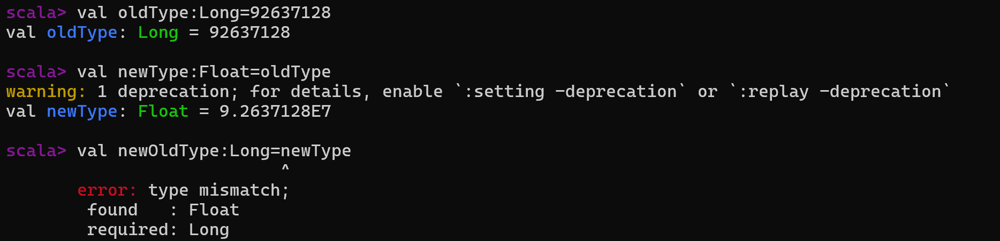 scala> val oldType:Long=92637128
val oldType: Long = 92637128
scala> val newType:Float=oldType
warning: 1 deprecation; for details, enable `:setting -deprecation` or `:replay -deprecation`
val newType: Float = 9.2637128E7
scala> val newOldType:Long=newType
^
error: type mismatch;
found   : Float
required: Long